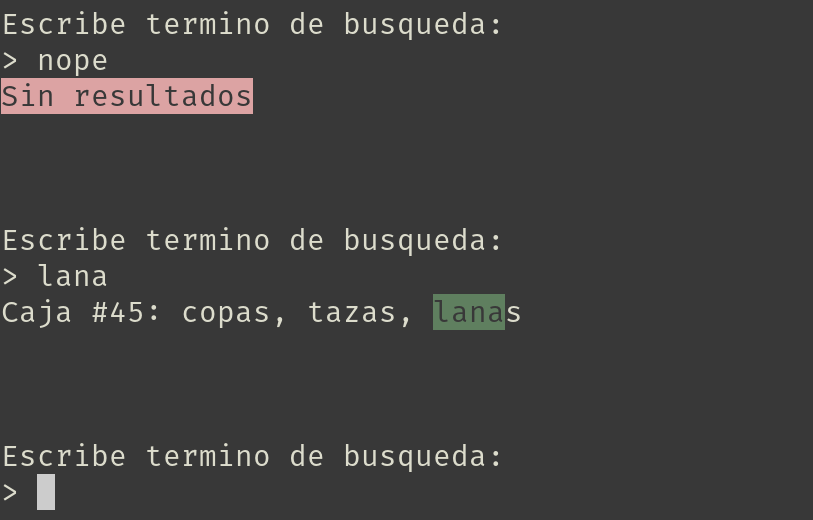 Escribe termino de busqueda:
> nope
Sin resultados
Escribe termino de busqueda:
> lana
Caja #45: copas, tazas, lanas
Escribe termino de busqueda:
>